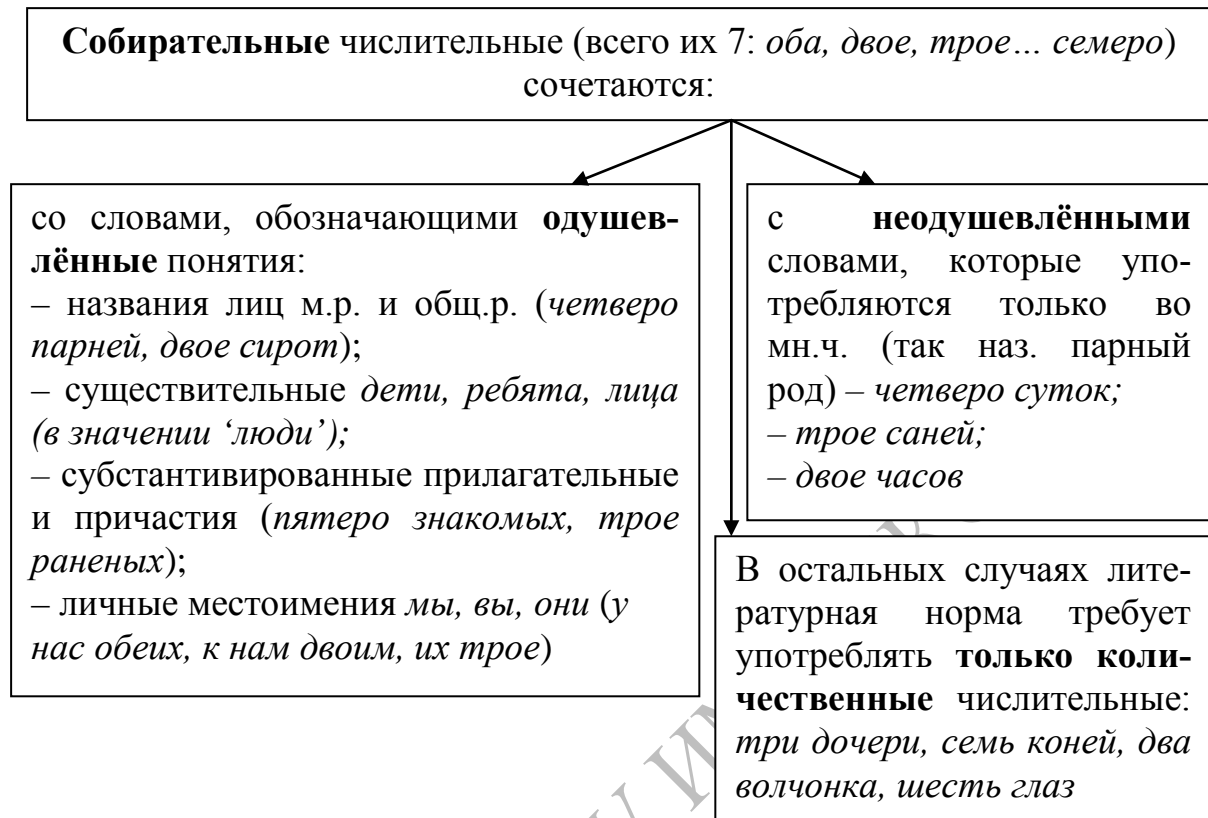 Собирательные числительные (всего их 7: оба, двое, трое… семеро)
сочетаются:
со словами, обозначающими одушев-
лённые понятия:
– названия лиц м.р. и общ.р. (четверо
парней, двое сирот);
– существительные дети, ребята, лица
(в значении ‘люди’);
– субстантивированные прилагательные
и причастия (пятеро знакомых, трое
раненых);
– личные местоимения мы, вы, они (у
нас обеих, к нам двоим, их трое)
с неодушевлёнными
словами, которые упо-
требляются только во
мн.ч. (так наз. парный
род) – четверо суток;
– трое саней;
– двое часов
В остальных случаях лите-
ратурная норма требует
употреблять только коли-
чественные числительные:
три дочери, семь коней, два
волчонка, шесть глаз